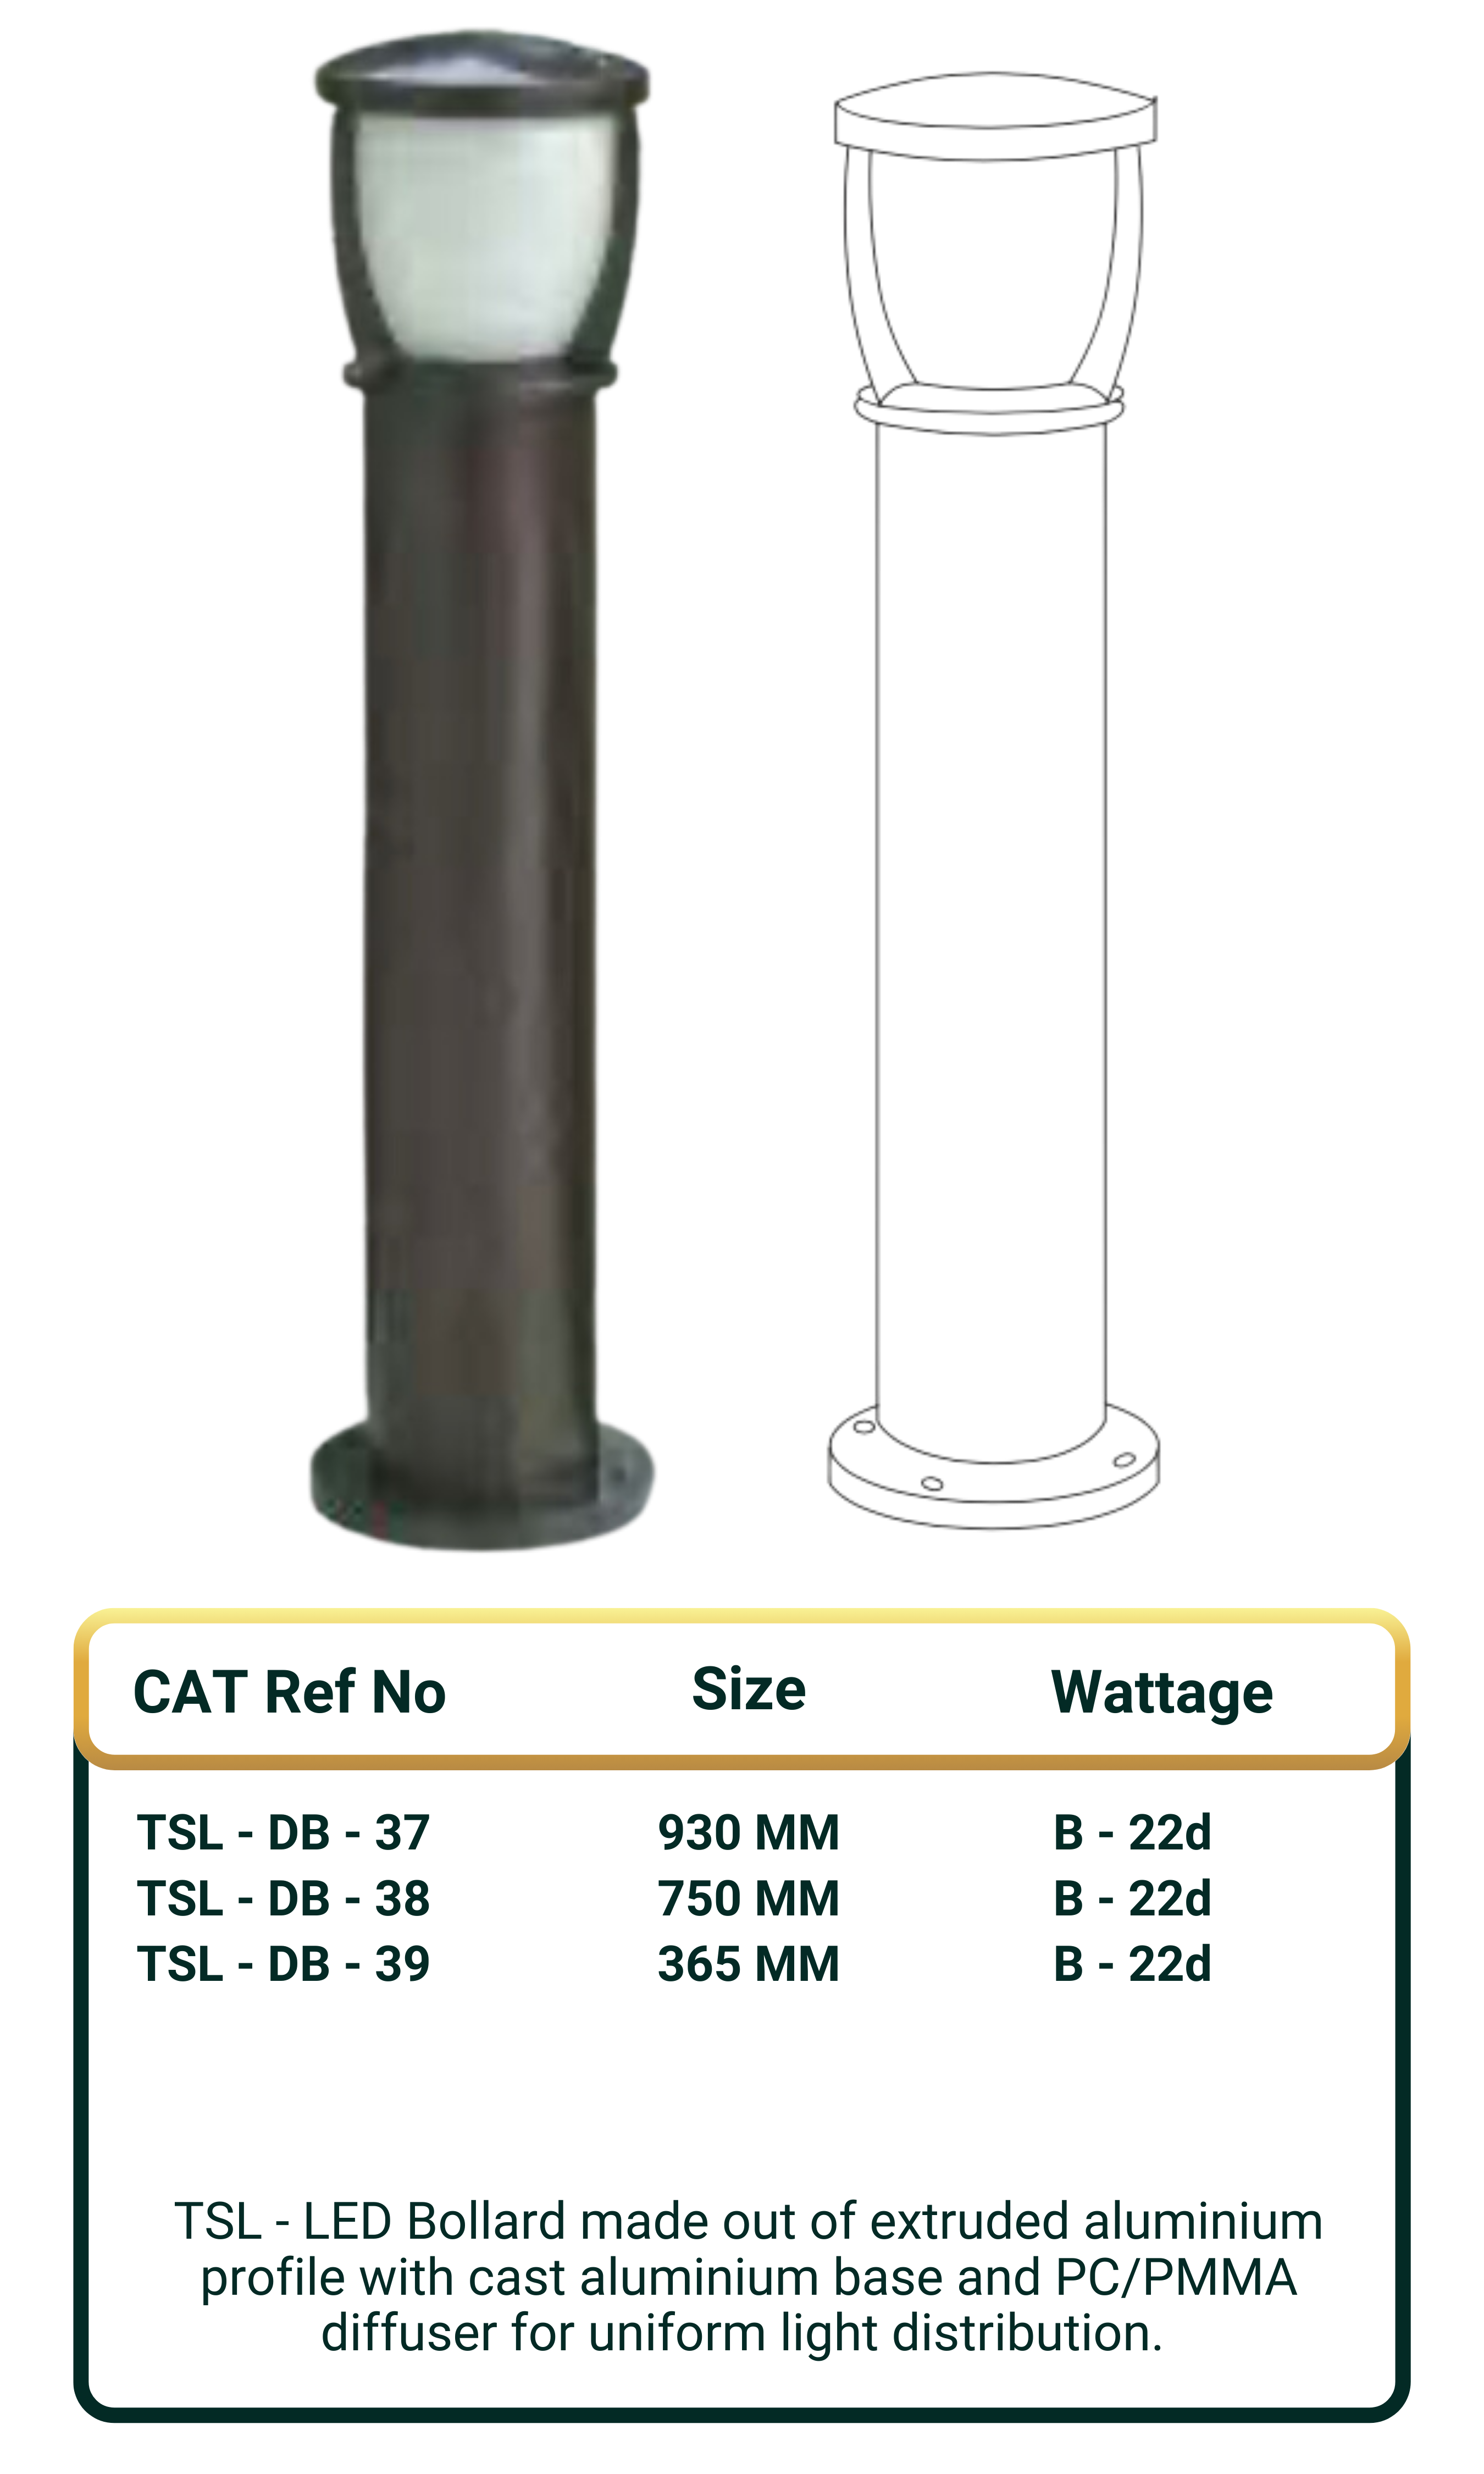 CAT Ref No Size Wattage
TSL - DB - 37 930 MM B - 22d
TSL - DB - 38 750 MM B - 22d
TSL - DB - 39 365 MM B - 22d
TSL - LED Bollard made out of extruded aluminium
profile with cast aluminium base and PC/PMMA
diffuser for uniform light distribution.